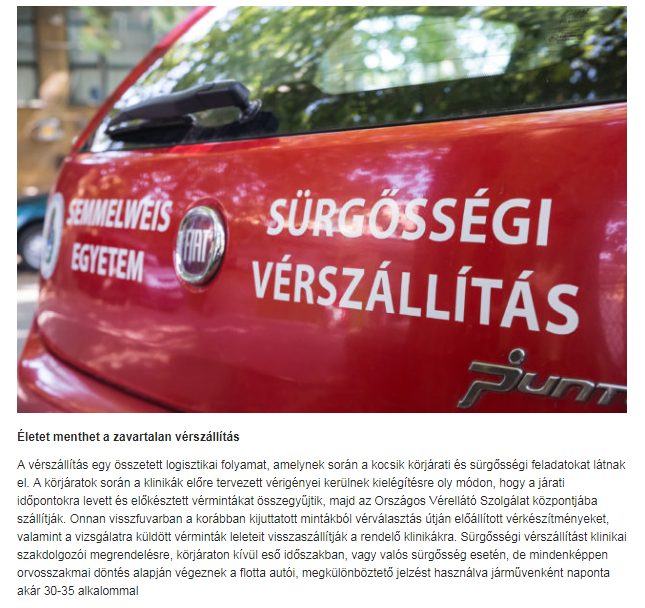 SEMMELWEIS
EGYETEM
FIAT
SÜRGŐSSÉGI
VÉRSZÁLLÍTÁS
Életet menthet a zavartalan vérszállítás
A vérszállítás egy összetett logisztikai folyamat, amelynek során a kocsik körjárati és sürgősségi feladatokat látnak
el. A körjáratok során a klinikák előre tervezett vérigényei kerülnek kielégítésre oly módon, hogy a járati
időpontokra levett és előkészített vérmintákat összegyűjtik, majd az Országos Vérellátó Szolgálat központjába
szállítják. Onnan visszfuvarban a korábban kijuttatott mintákból vérválasztás útján előállított vérkészítményeket,
valamint a vizsgálatra küldött vérminták leleteit visszaszállítják a rendelő klinikákra. Sürgősségi vérszállítást klinikai
szakdolgozói megrendelésre, körjáraton kívül eső időszakban, vagy valós sürgősség esetén, de mindenképpen
orvosszakmai döntés alapján végeznek a flotta autói, megkülönböztető jelzést használva járművenként naponta
akár 30-35 alkalommal